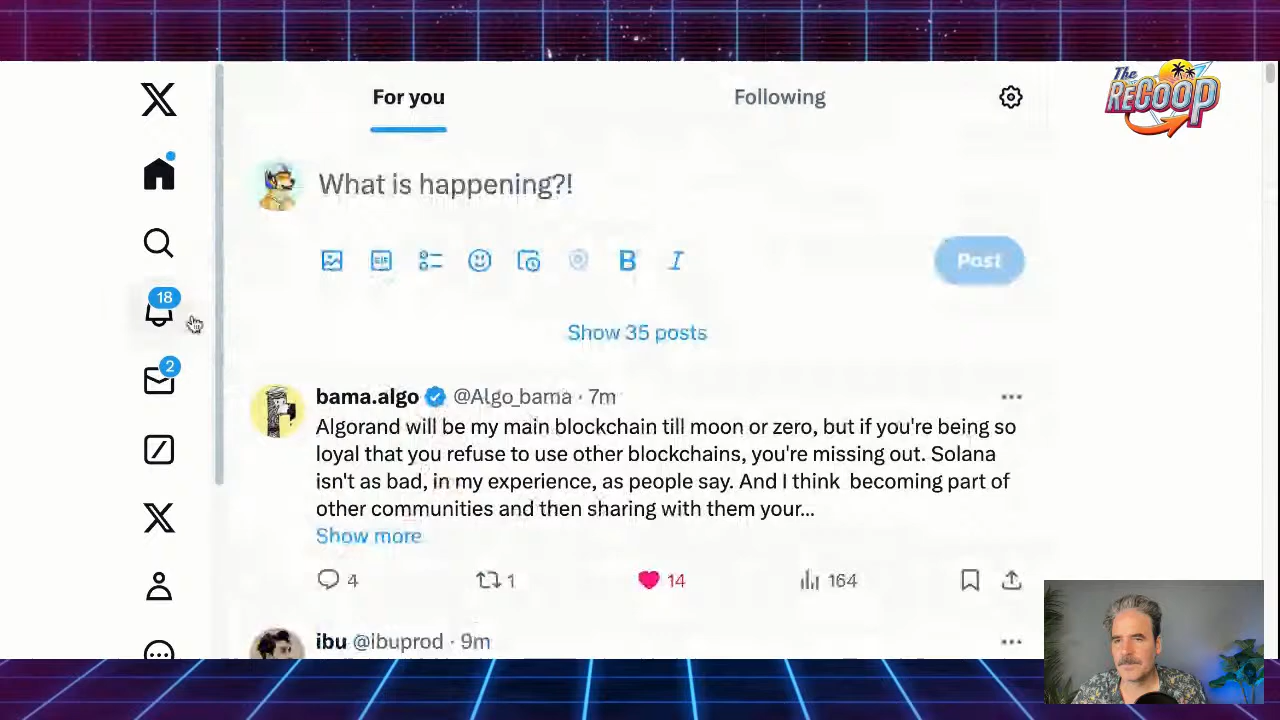 The
ReCoop
For you
Following
What is happening?!
GIF
B
I
Post
18
2
Show 35 posts
bama.algo @Algo_bama · 7m
Algorand will be my main blockchain till moon or zero, but if you're being so
loyal that you refuse to use other blockchains, you're missing out. Solana
isn't as bad, in my experience, as people say. And I think becoming part of
other communities and then sharing with them your...
Show more
4
1
14
164
ibu @ibuprod · 9m